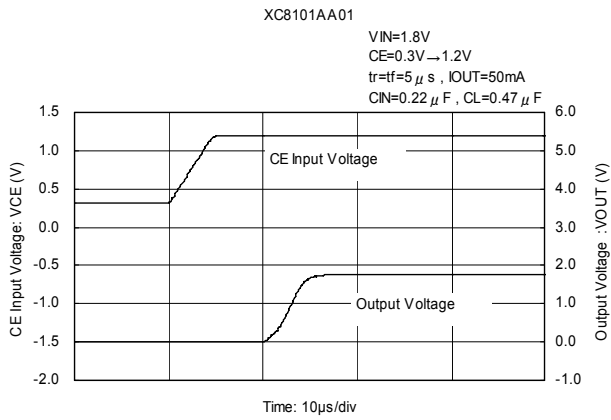 XC8101AA01
VIN=1.8V
CE=0.3V→1.2V
tr=tf=5μs , IOUT=50mA
CIN=0.22μF , CL=0.47μF
CE Input Voltage: VCE (V)
1.5
1.0
0.5
0.0
-0.5
-1.0
-1.5
-2.0
CE Input Voltage
Output Voltage
6.0
5.0
4.0
3.0
2.0
1.0
0.0
-1.0
Output Voltage :VOUT (V)
Time: 10μs/div